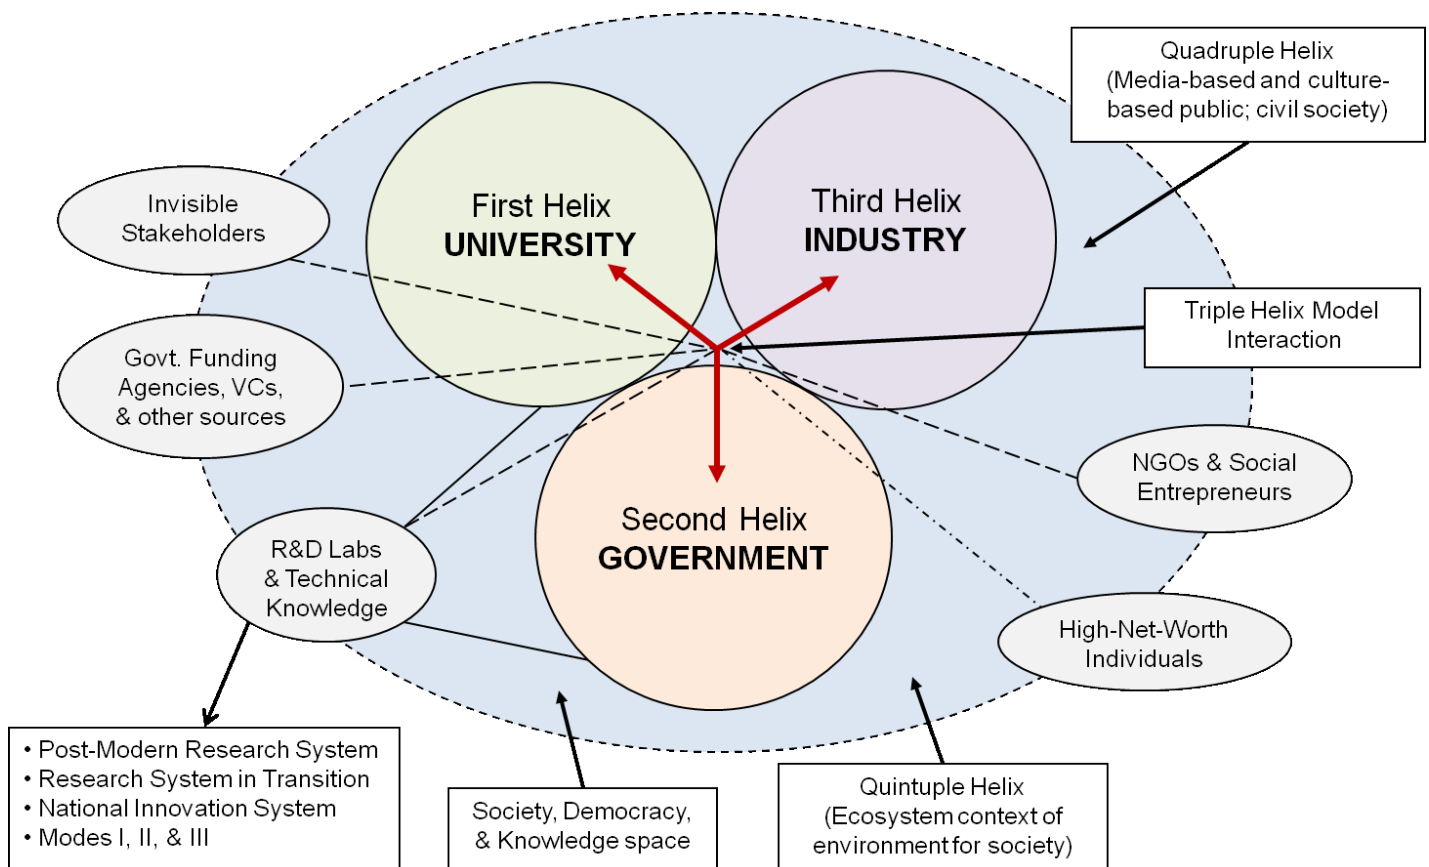 Quadruple Helix
(Media-based and culture-
based public; civil society)
First Helix
UNIVERSITY
Third Helix
INDUSTRY
Invisible
Stakeholders
Triple Helix Model
Interaction
Govt. Funding
Agencies, VCs,
& other sources
NGOs & Social
Entrepreneurs
Second Helix
GOVERNMENT
R&D Labs
& Technical
Knowledge
High-Net-Worth
Individuals
• Post-Modern Research System
• Research System in Transition
• National Innovation System
• Modes I, II, & III
Society, Democracy,
& Knowledge space
Quintuple Helix
(Ecosystem context of
environment for society)